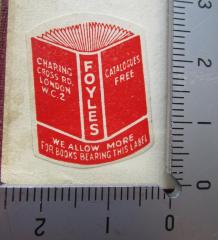 CHARING
CROSS RD.
LONDON
W.C.2
FOYLES
CATALOGUES
FREE
WE ALLOW MORE
FOR BOOKS BEARING THIS LABEL
3
2
1
0
0
1
2